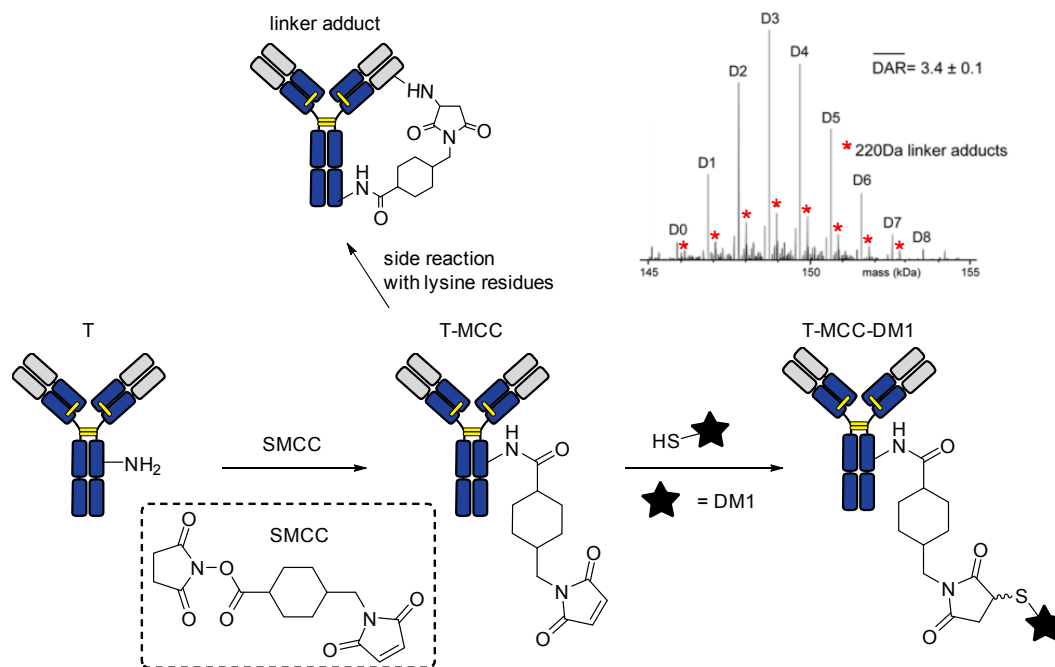 linker adduct
HN
O
N
O
NH
O
D0
D1
D2
D3
D4
D5
D6
D7
D8
DAR= 3.4 ± 0.1
* 220Da linker adducts
*
*
*
*
*
*
*
*
145
150
155
mass (kDa)
side reaction
with lysine residues
T
NH2
SMCC
T-MCC
H
N
O
O
N
O
HS
= DM1
T-MCC-DM1
H
N
O
O
N
S
O
SMCC
O
N
O
O
O
O
N
O